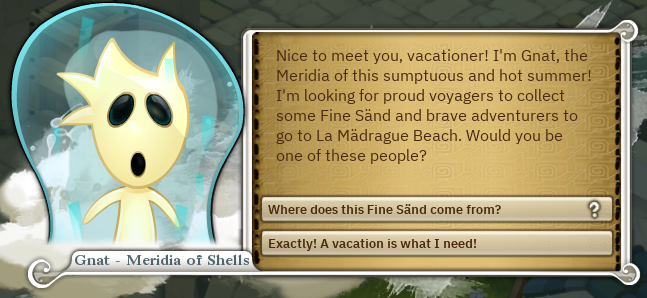 Nice to meet you, vacationer! I'm Gnat, the
Meridia of this sumptuous and hot summer!
I'm looking for proud voyagers to collect
some Fine Sänd and brave adventurers to
go to La Mädrague Beach. Would you be
one of these people?
Where does this Fine Sänd come from? ?
Exactly! A vacation is what I need!
Gnat - Meridia of Shells